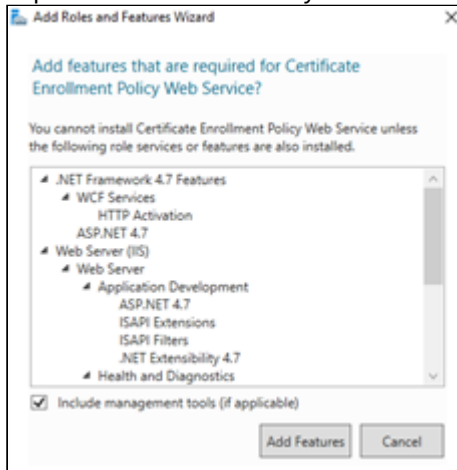 Add Roles and Features Wizard
Add features that are required for Certificate
Enrollment Policy Web Service?
You cannot install Certificate Enrollment Policy Web Service unless
the following role services or features are also installed.
.NET Framework 4.7 Features
WCF Services
HTTP Activation
ASP.NET 4.7
Web Server (IIS)
Web Server
Application Development
ASP.NET 4.7
ISAPI Extensions
ISAPI Filters
.NET Extensibility 4.7
Health and Diagnostics
Include management tools (if applicable)
Add Features Cancel